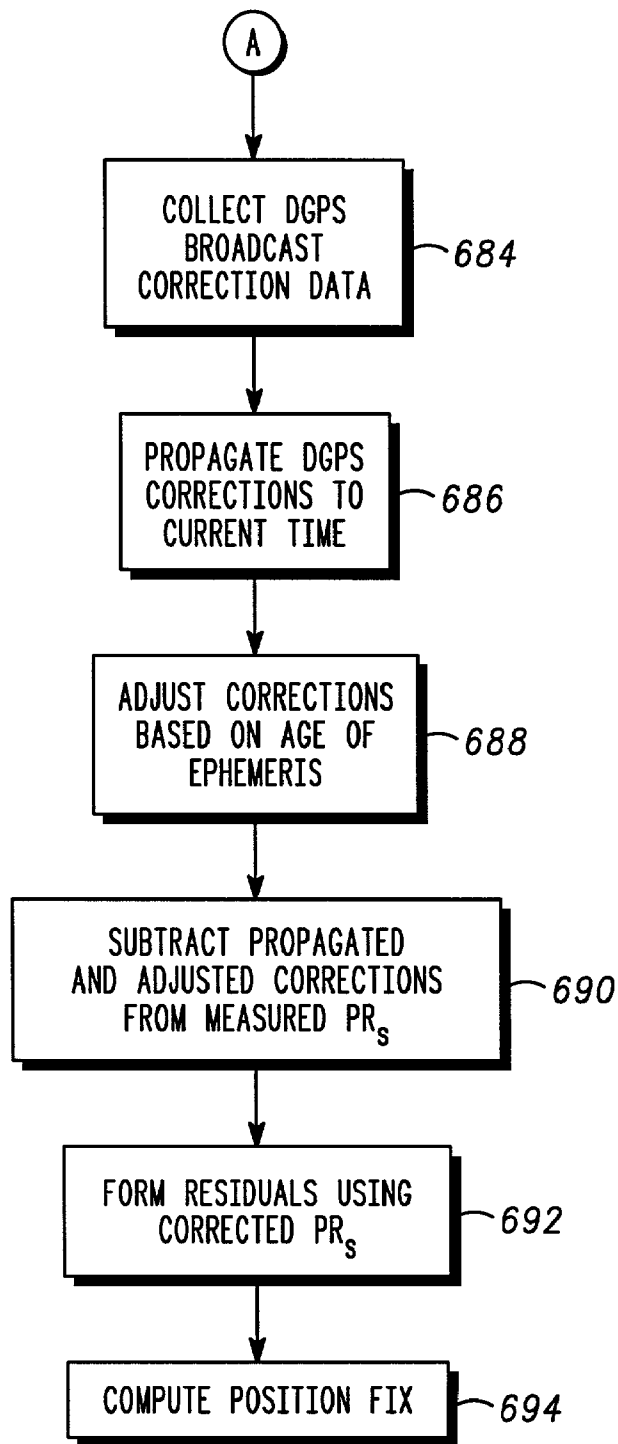 A
COLLECT DGPS
BROADCAST
CORRECTION DATA
684
PROPAGATE DGPS
CORRECTIONS TO
CURRENT TIME
686
ADJUST CORRECTIONS
BASED ON AGE OF
EPHEMERIS
688
SUBTRACT PROPAGATED
AND ADJUSTED CORRECTIONS
FROM MEASURED PRs
690
FORM RESIDUALS USING
CORRECTED PRs
692
COMPUTE POSITION FIX
694